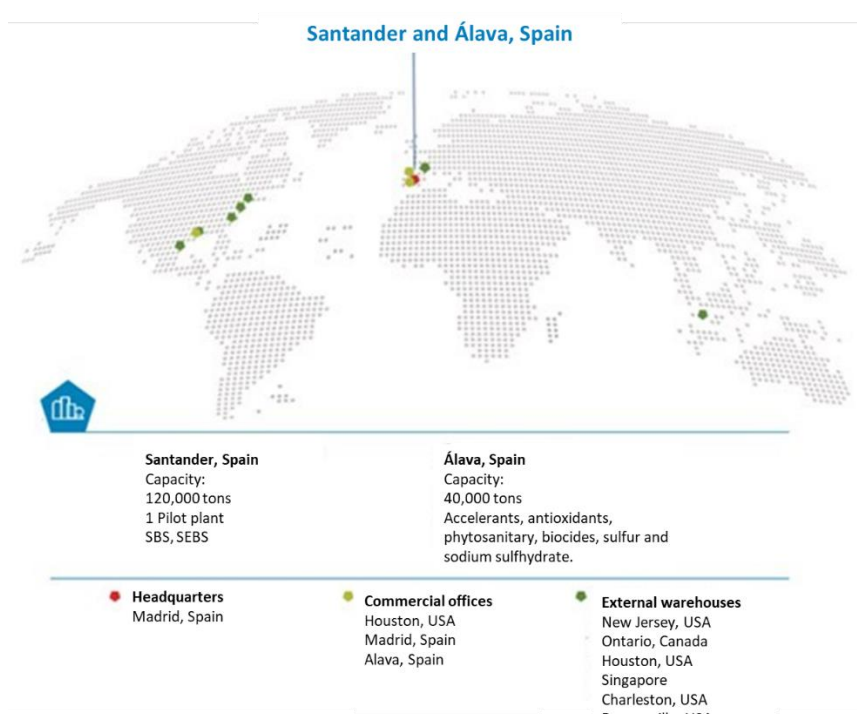 Santander and Álava, Spain
Santander, Spain
Capacity:
120,000 tons
1 Pilot plant
SBS, SEBS
Álava, Spain
Capacity:
40,000 tons
Accelerants, antioxidants,
phytosanitary, biocides, sulfur and
sodium sulfhydrate.
Headquarters
Madrid, Spain
Commercial offices
Houston, USA
Madrid, Spain
Alava, Spain
External warehouses
New Jersey, USA
Ontario, Canada
Houston, USA
Singapore
Charleston, USA